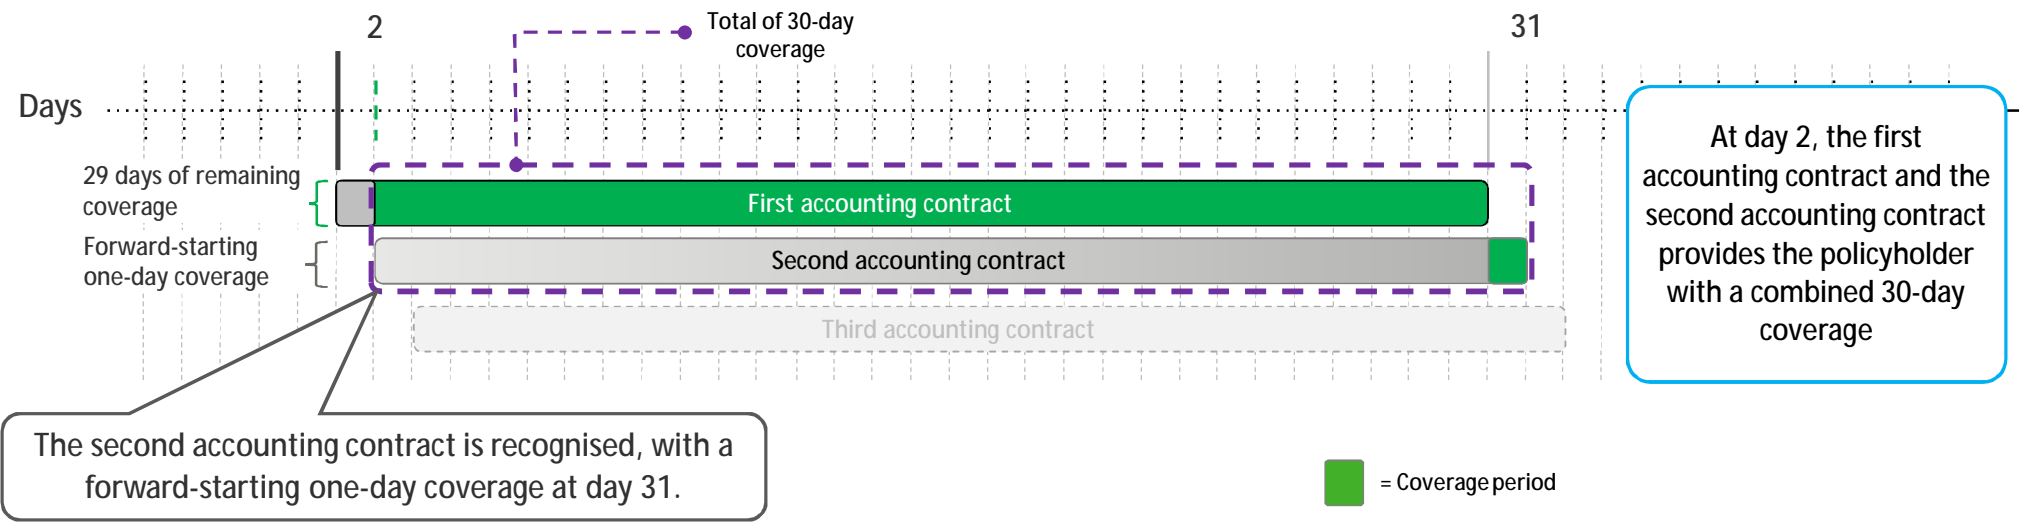 2
Total of 30-day
coverage
31
Days
29 days of remaining
coverage
First accounting contract
Forward-starting
one-day coverage
Second accounting contract
Third accounting contract
At day 2, the first
accounting contract and the
second accounting contract
provides the policyholder
with a combined 30-day
coverage
The second accounting contract is recognised, with a
forward-starting one-day coverage at day 31.
= Coverage period